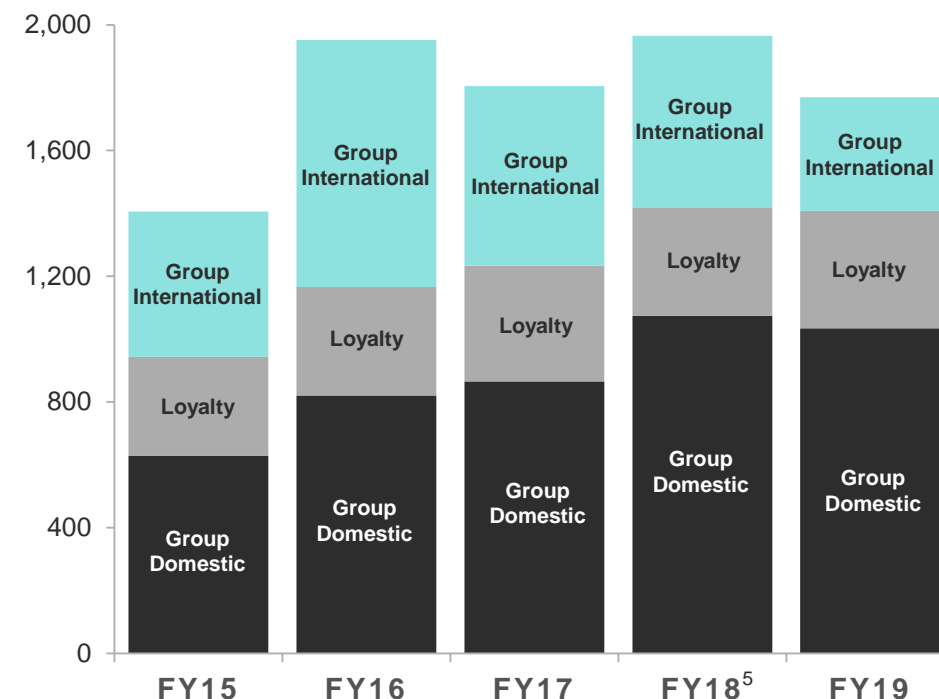 2,000
1,600
1,200
800
400
0
Group
International
Loyalty
Group
Domestic
Group
International
Loyalty
Group
Domestic
Group
International
Loyalty
Group
Domestic
Group
International
Loyalty
Group
Domestic
Group
International
Loyalty
Group
Domestic
FY15 FY16 FY17 FY18⁵ FY19